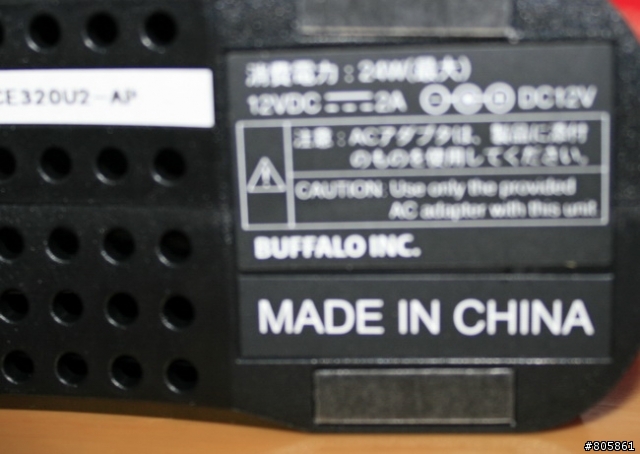 CE320U2-AP
消費電力：24W(最大)
12VDC 2A DC12V
注意：ACアダプタは、製品に添付
のものを使用してください。
CAUTION: Use only the provided
AC adapter with this unit
BUFFALO INC.
MADE IN CHINA
#805861